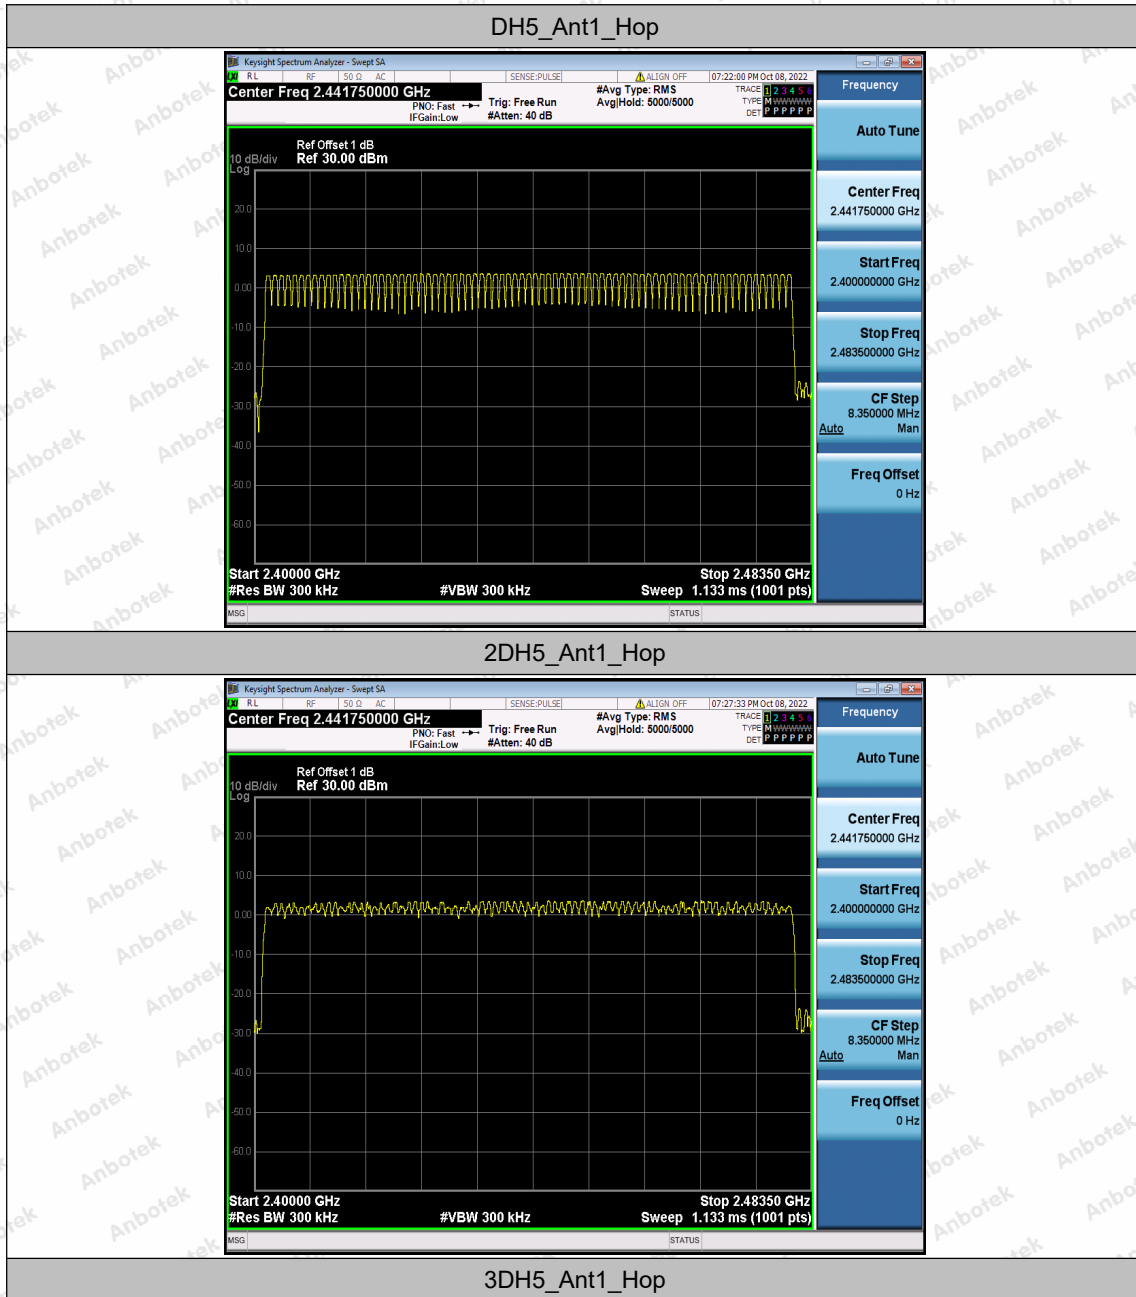 DH5_Ant1_Hop
Keysight Spectrum Analyzer - Swept SA
LXI RL RF 50 Ω AC SENSE:PULSE ALIGN OFF 07:22:00 PM Oct 08, 2022
Center Freq 2.441750000 GHz
PNO: Fast
IFGain:Low
Trig: Free Run
#Atten: 40 dB
#Avg Type: RMS
Avg|Hold: 5000/5000
TRACE 1 2 3 4 5 6
TYPE M WWWWW
DET P P P P P P
Ref Offset 1 dB
10 dB/div Ref 30.00 dBm
Log
20.0
10.0
0.00
-10.0
-20.0
-30.0
-40.0
-50.0
-60.0
Start 2.40000 GHz Stop 2.48350 GHz
#Res BW 300 kHz #VBW 300 kHz Sweep 1.133 ms (1001 pts)
MSG STATUS
Frequency
Auto Tune
Center Freq
2.441750000 GHz
Start Freq
2.400000000 GHz
Stop Freq
2.483500000 GHz
CF Step
8.350000 MHz
Auto Man
Freq Offset
0 Hz
2DH5_Ant1_Hop
Keysight Spectrum Analyzer - Swept SA
LXI RL RF 50 Ω AC SENSE:PULSE ALIGN OFF 07:27:33 PM Oct 08, 2022
Center Freq 2.441750000 GHz
PNO: Fast
IFGain:Low
Trig: Free Run
#Atten: 40 dB
#Avg Type: RMS
Avg|Hold: 5000/5000
TRACE 1 2 3 4 5 6
TYPE M WWWWW
DET P P P P P P
Ref Offset 1 dB
10 dB/div Ref 30.00 dBm
Log
20.0
10.0
0.00
-10.0
-20.0
-30.0
-40.0
-50.0
-60.0
Start 2.40000 GHz Stop 2.48350 GHz
#Res BW 300 kHz #VBW 300 kHz Sweep 1.133 ms (1001 pts)
MSG STATUS
Frequency
Auto Tune
Center Freq
2.441750000 GHz
Start Freq
2.400000000 GHz
Stop Freq
2.483500000 GHz
CF Step
8.350000 MHz
Auto Man
Freq Offset
0 Hz
3DH5_Ant1_Hop
Anbotek